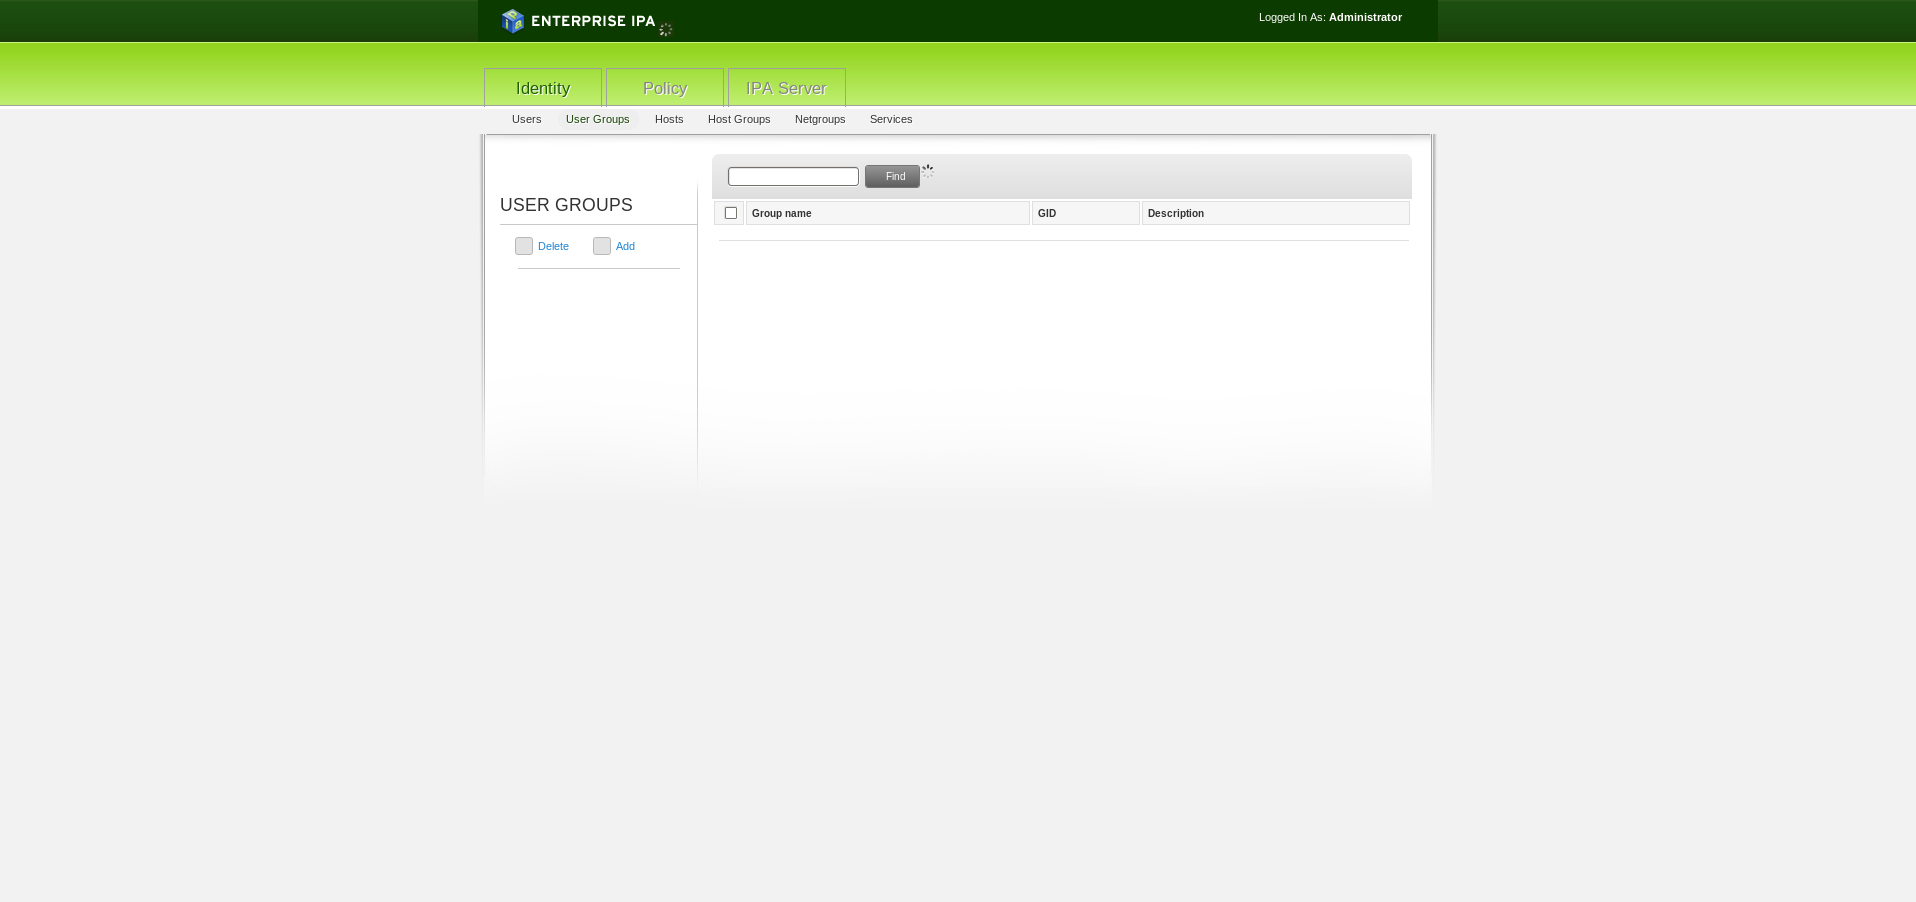 ENTERPRISE IPA
Logged In As: Administrator
Identity Policy IPA Server
Users User Groups Hosts Host Groups Netgroups Services
Find
USER GROUPS
Group name GID Description
Delete Add